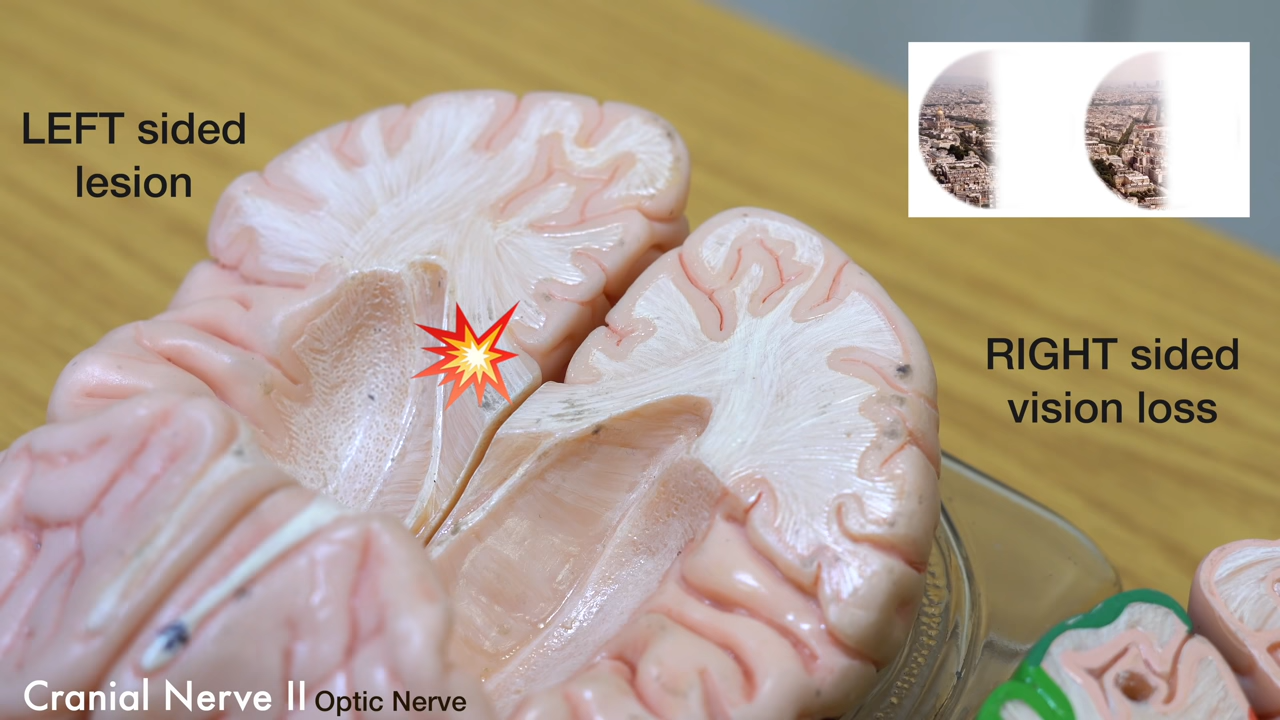 LEFT sided
lesion
RIGHT sided
vision loss
Cranial Nerve II Optic Nerve